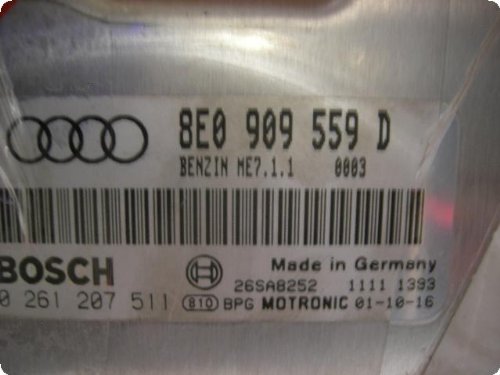 8E0 909 559 D
BENZIN ME7.1.1 0003
BOSCH
Made in Germany
0 261 207 511
26SA8252 1111 1393
810 BPG MOTRONIC 01-10-16